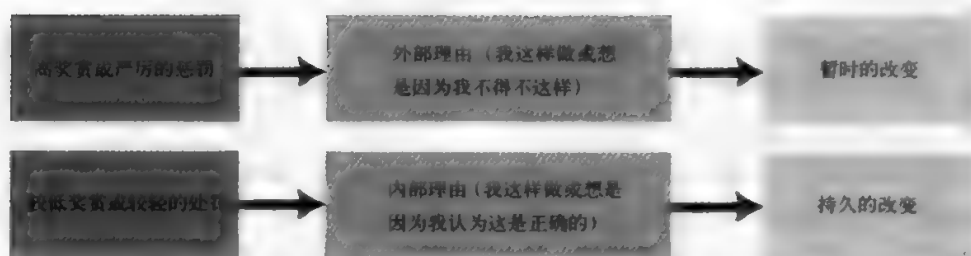 高奖赏或严厉的惩罚
外部理由（我这样做或想
是因为我不得不这样）
暂时的改变
较低奖赏或较轻的处罚
内部理由（我这样做或想是
因为我认为这是正确的）
持久的改变